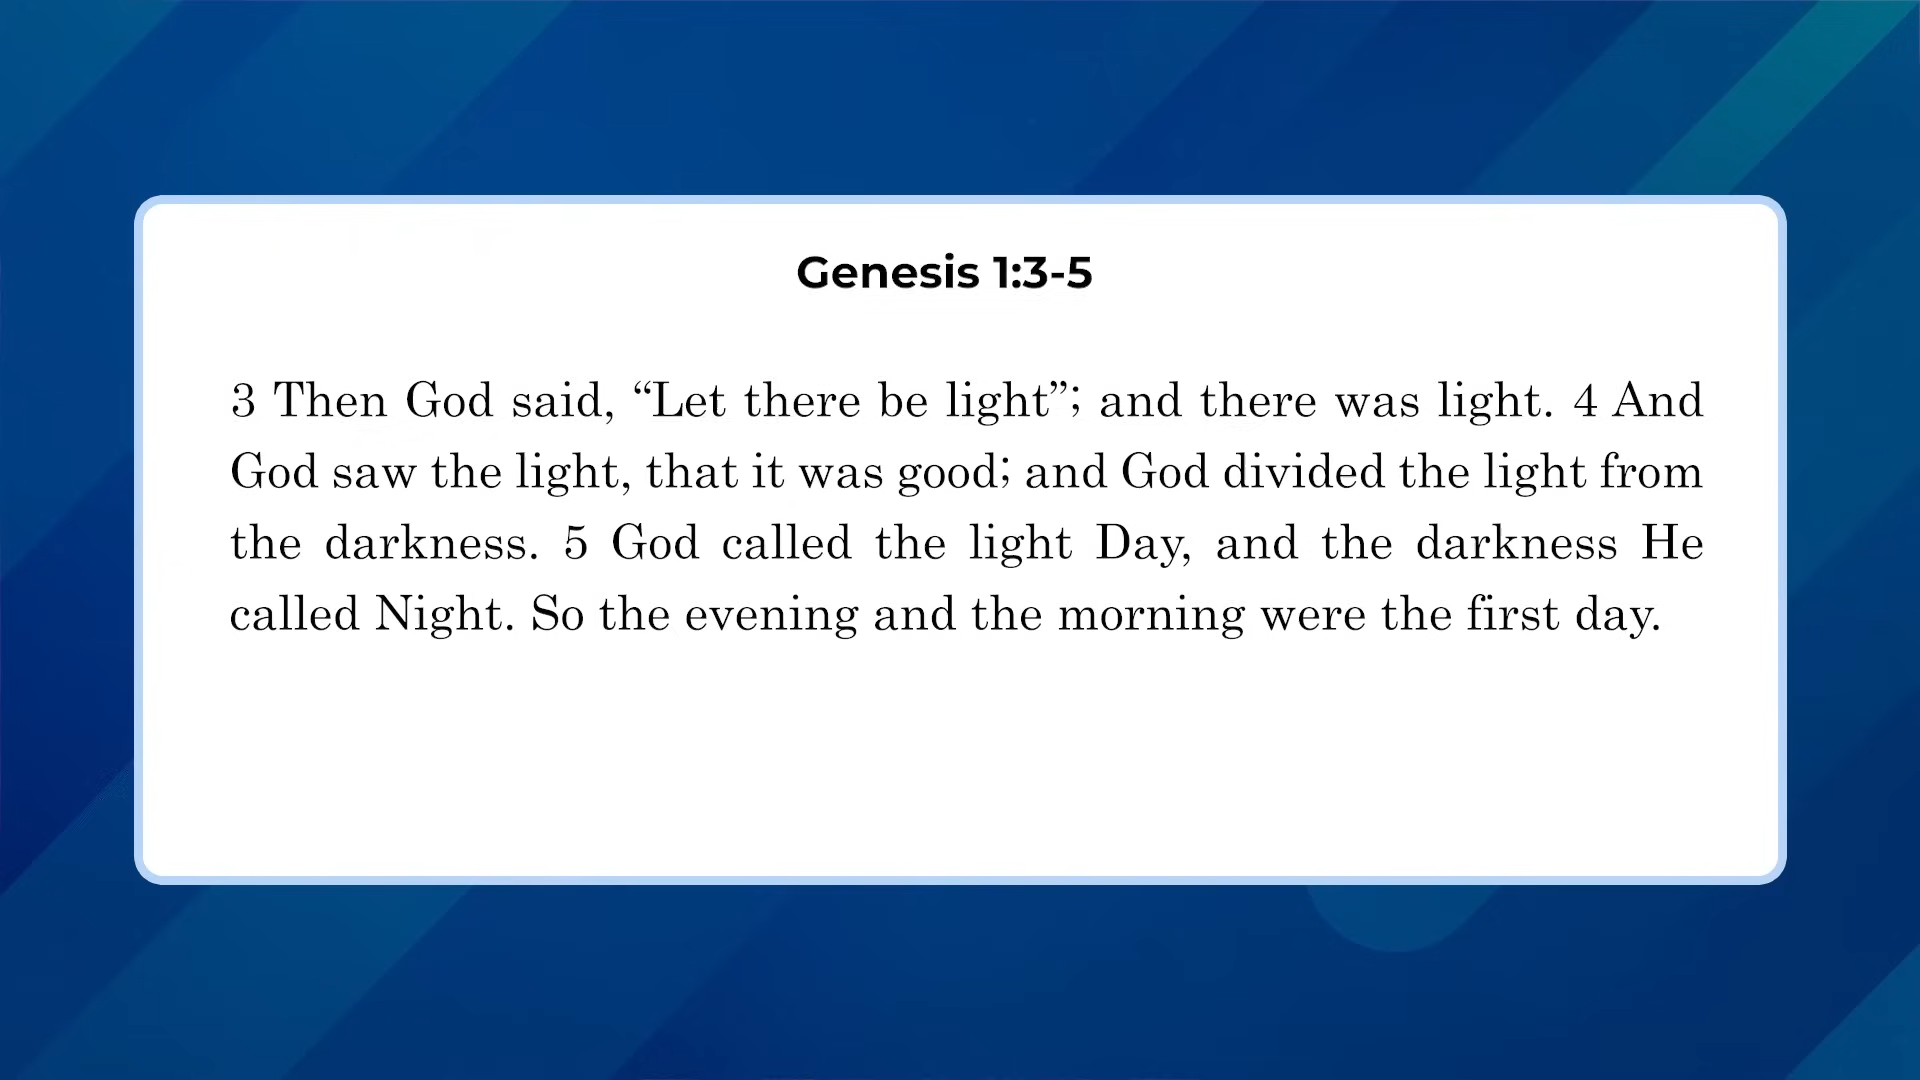 Genesis 1:3-5
3 Then God said, “Let there be light”; and there was light. 4 And
God saw the light, that it was good; and God divided the light from
the darkness. 5 God called the light Day, and the darkness He
called Night. So the evening and the morning were the first day.